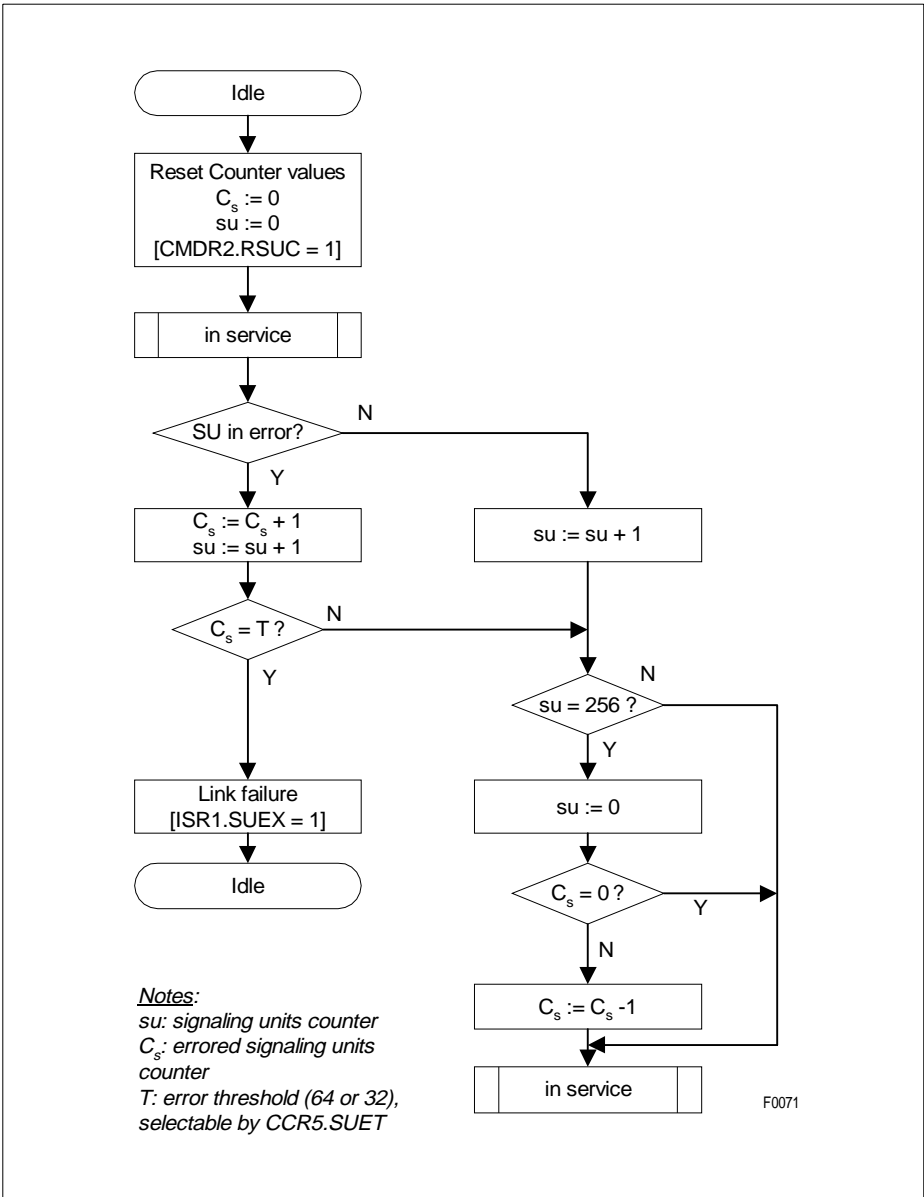 Idle
Reset Counter values
Cₛ := 0
su := 0
[CMDR2.RSUC = 1]
in service
SU in error?
N
Y
Cₛ := Cₛ + 1
su := su + 1
su := su + 1
Cₛ = T ?
N
Y
su = 256 ?
N
Y
Link failure
[ISR1.SUEX = 1]
su := 0
Idle
Cₛ = 0 ?
Y
N
Cₛ := Cₛ -1
in service
Notes:
su: signaling units counter
Cₛ: errored signaling units
counter
T: error threshold (64 or 32),
selectable by CCR5.SUET
F0071